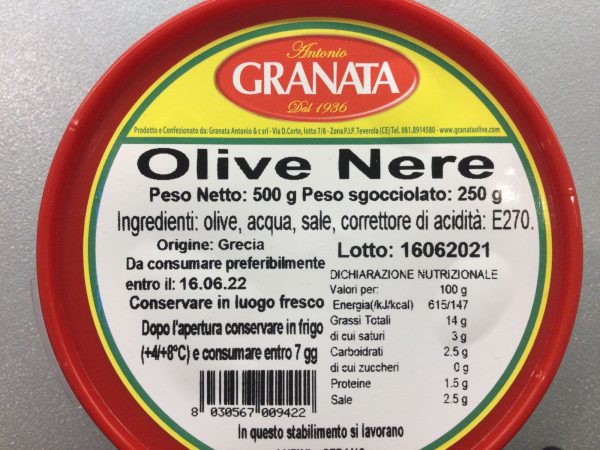 Antonio
GRANATA
Dal 1936
Prodotto e Confezionato da: Granata Antonio & c srl - Via D.Corte, lotto 7/8 - Zona P.I.P. Teverola (CE) Tel. 081.8914580 - www.granataolive.com
Olive Nere
Peso Netto: 500 g Peso sgocciolato: 250 g
Ingredienti: olive, acqua, sale, correttore di acidità: E270.
Origine: Grecia
Lotto: 16062021
Da consumare preferibilmente
entro il: 16.06.22
Conservare in luogo fresco
Dopo l'apertura conservare in frigo
(+4/+8°C) e consumare entro 7 gg
DICHIARAZIONE NUTRIZIONALE
Valori per: 100 g
Energia(/kJ/kcal) 615/147
Grassi Totali 14 g
di cui saturi 3 g
Carboidrati 2.5 g
di cui zuccheri 0 g
Proteine 1.5 g
Sale 2.5 g
8 030567 009422
In questo stabilimento si lavorano